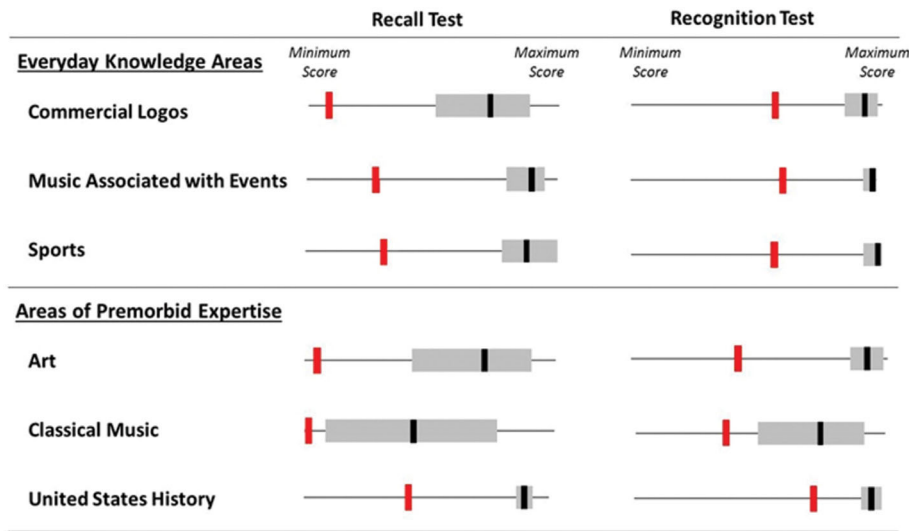 Recall Test Recognition Test
Minimum Score Maximum Score Minimum Score Maximum Score
Everyday Knowledge Areas
Commercial Logos
Music Associated with Events
Sports
Areas of Premorbid Expertise
Art
Classical Music
United States History